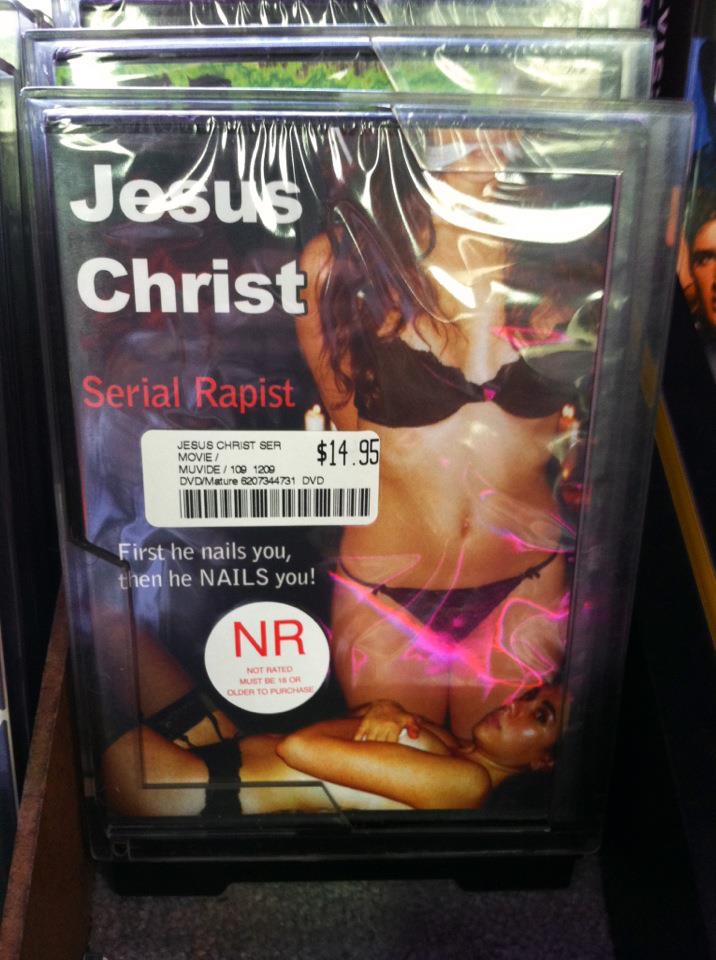 Jesus
Christ
Serial Rapist
JESUS CHRIST SER
MOVIE /
$14.95
MUVIDE / 109 1209
DVD/Mature 6207344731 DVD
First he nails you,
then he NAILS you!
NR
NOT RATED
MUST BE 18 OR
OLDER TO PURCHASE